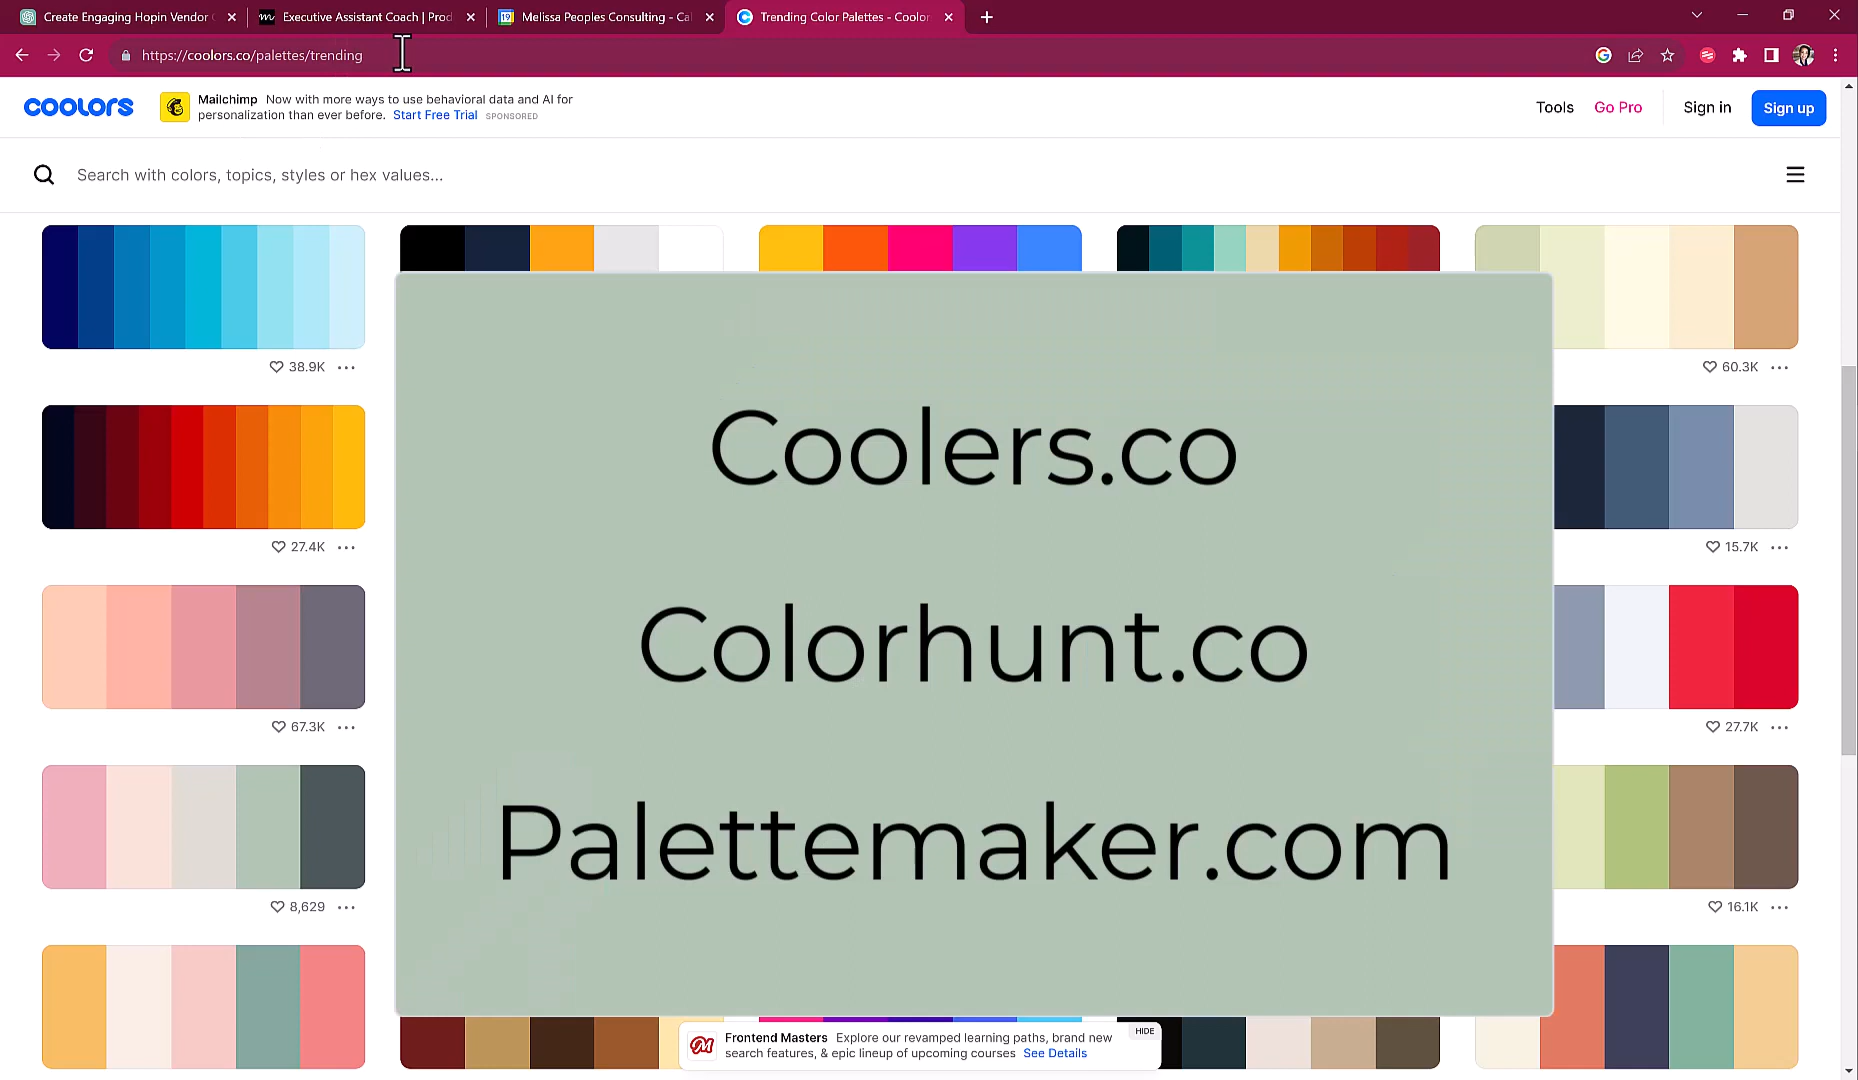 Create Engaging Hopin Vendor
Executive Assistant Coach | Prod
Melissa Peoples Consulting - Cal
Trending Color Palettes - Coolor
https://coolors.co/palettes/trending
coolors
Mailchimp Now with more ways to use behavioral data and AI for
personalization than ever before. Start Free Trial SPONSORED
Tools
Go Pro
Sign in
Sign up
Search with colors, topics, styles or hex values...
38.9K
60.3K
Coolers.co
27.4K
15.7K
Colorhunt.co
67.3K
27.7K
Palettemaker.com
8,629
16.1K
Frontend Masters Explore our revamped learning paths, brand new
search features, & epic lineup of upcoming courses See Details
HIDE